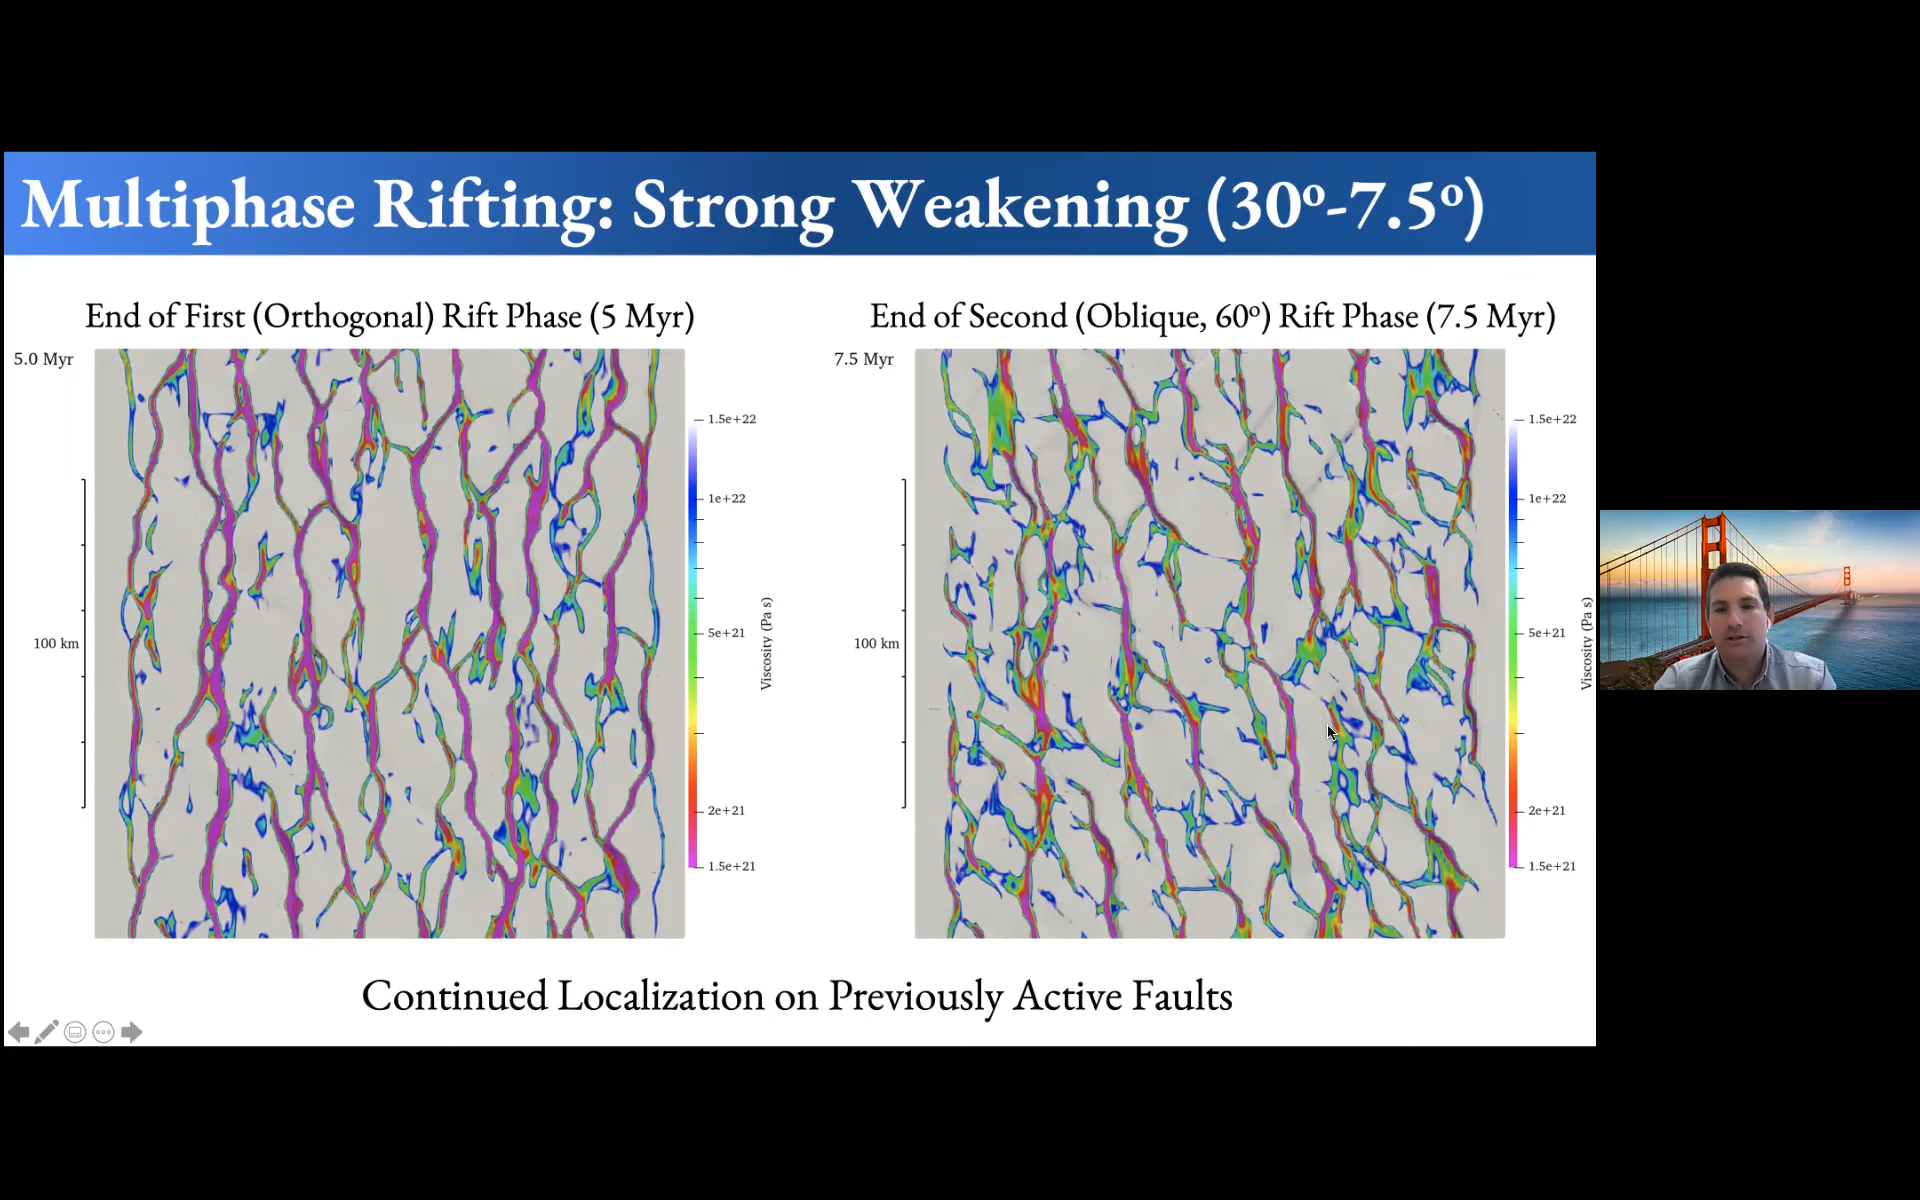 Multiphase Rifting: Strong Weakening (30º-7.5º)
End of First (Orthogonal) Rift Phase (5 Myr)
5.0 Myr
1.5e+22
1e+22
5e+21
2e+21
1.5e+21
Viscosity (Pa s)
100 km
End of Second (Oblique, 60º) Rift Phase (7.5 Myr)
7.5 Myr
1.5e+22
1e+22
5e+21
2e+21
1.5e+21
Viscosity (Pa s)
100 km
Continued Localization on Previously Active Faults